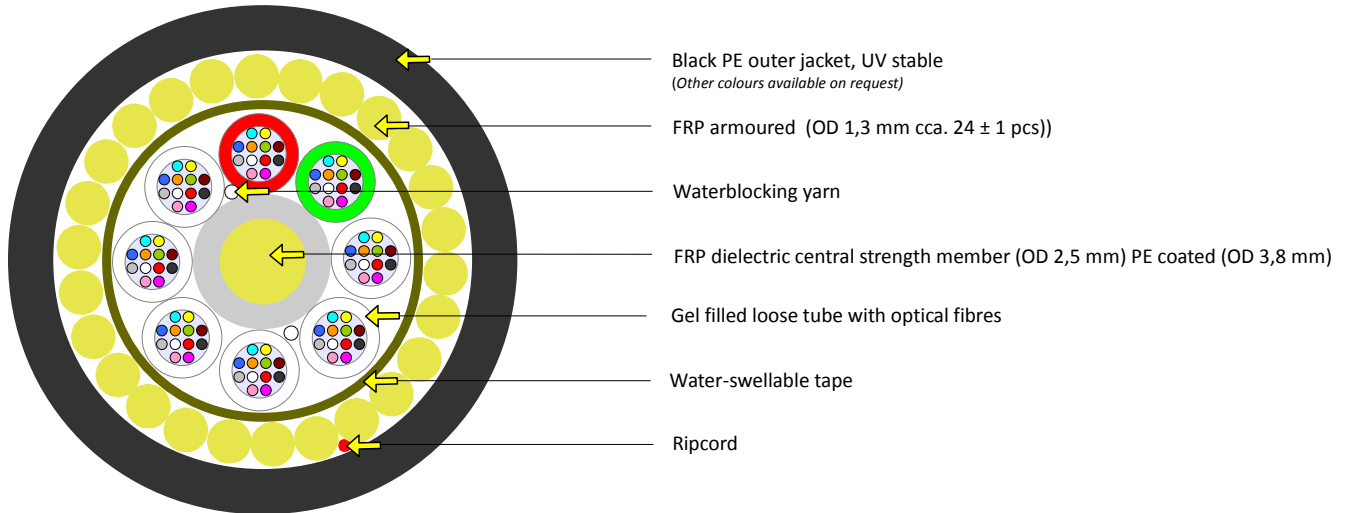 Black PE outer jacket, UV stable
(Other colours available on request)
FRP armoured (OD 1,3 mm cca. 24 ± 1 pcs))
Waterblocking yarn
FRP dielectric central strength member (OD 2,5 mm) PE coated (OD 3,8 mm)
Gel filled loose tube with optical fibres
Water-swellable tape
Ripcord